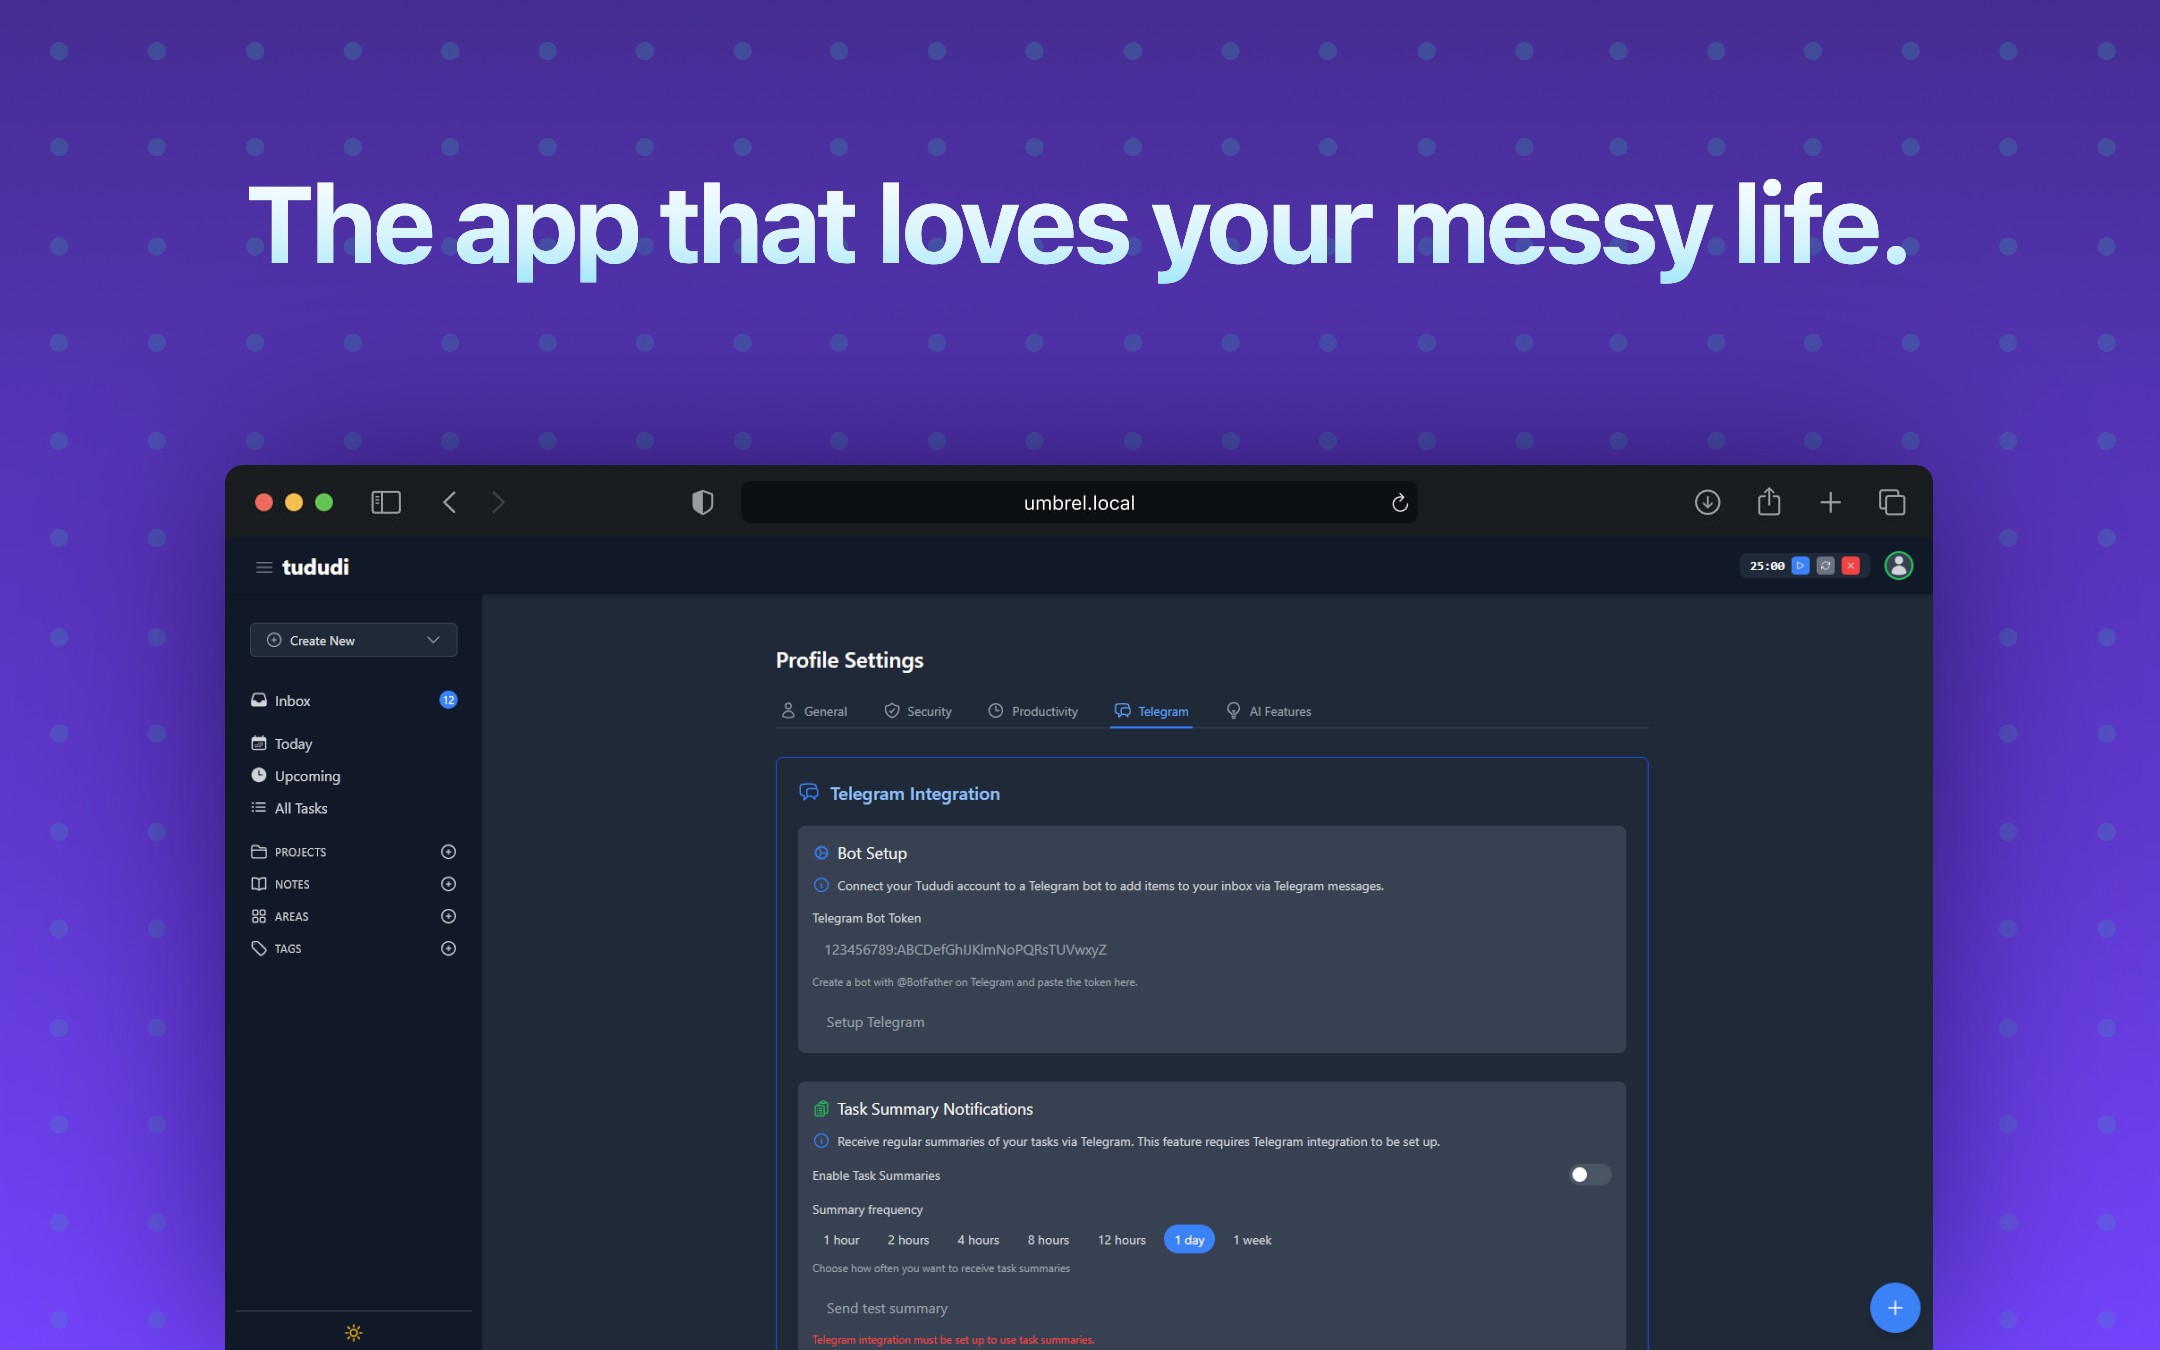 The app that loves your messy life.
umbrel.local
tududi
25:00
Create New
Inbox
12
Today
Upcoming
All Tasks
PROJECTS
NOTES
AREAS
TAGS
Profile Settings
General
Security
Productivity
Telegram
AI Features
Telegram Integration
Bot Setup
Connect your Tududi account to a Telegram bot to add items to your inbox via Telegram messages.
Telegram Bot Token
123456789:ABCDefGhIJKlmNoPQRsTUVwxyZ
Create a bot with @BotFather on Telegram and paste the token here.
Setup Telegram
Task Summary Notifications
Receive regular summaries of your tasks via Telegram. This feature requires Telegram integration to be set up.
Enable Task Summaries
Summary frequency
1 hour 2 hours 4 hours 8 hours 12 hours 1 day 1 week
Choose how often you want to receive task summaries
Send test summary
Telegram integration must be set up to use task summaries.